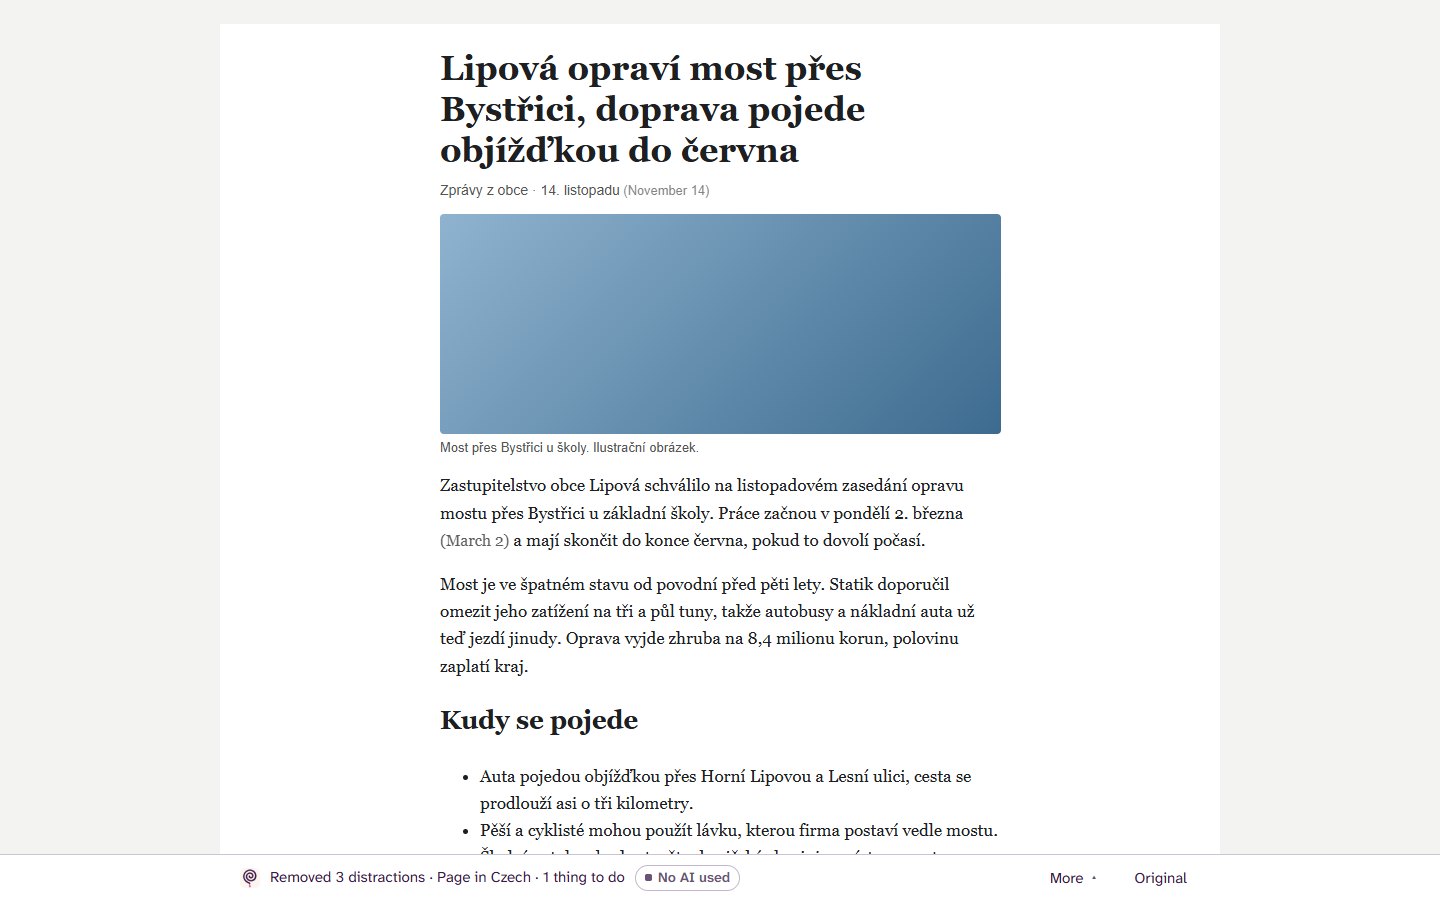 Lipová opraví most přes
Bystřici, doprava pojede
objížďkou do června
Zprávy z obce · 14. listopadu (November 14)
Most přes Bystřici u školy. Ilustrační obrázek.
Zastupitelstvo obce Lipová schválilo na listopadovém zasedání opravu
mostu přes Bystřici u základní školy. Práce začnou v pondělí 2. března
(March 2) a mají skončit do konce června, pokud to dovolí počasí.
Most je ve špatném stavu od povodní před pěti lety. Statik doporučil
omezit jeho zatížení na tři a půl tuny, takže autobusy a nákladní auta už
teď jezdí jinudy. Oprava vyjde zhruba na 8,4 milionu korun, polovinu
zaplatí kraj.
Kudy se pojede
• Auta pojedou objížďkou přes Horní Lipovou a Lesní ulici, cesta se
prodlouží asi o tři kilometry.
• Pěší a cyklisté mohou použít lávku, kterou firma postaví vedle mostu.
Removed 3 distractions · Page in Czech · 1 thing to do
No AI used
More
Original